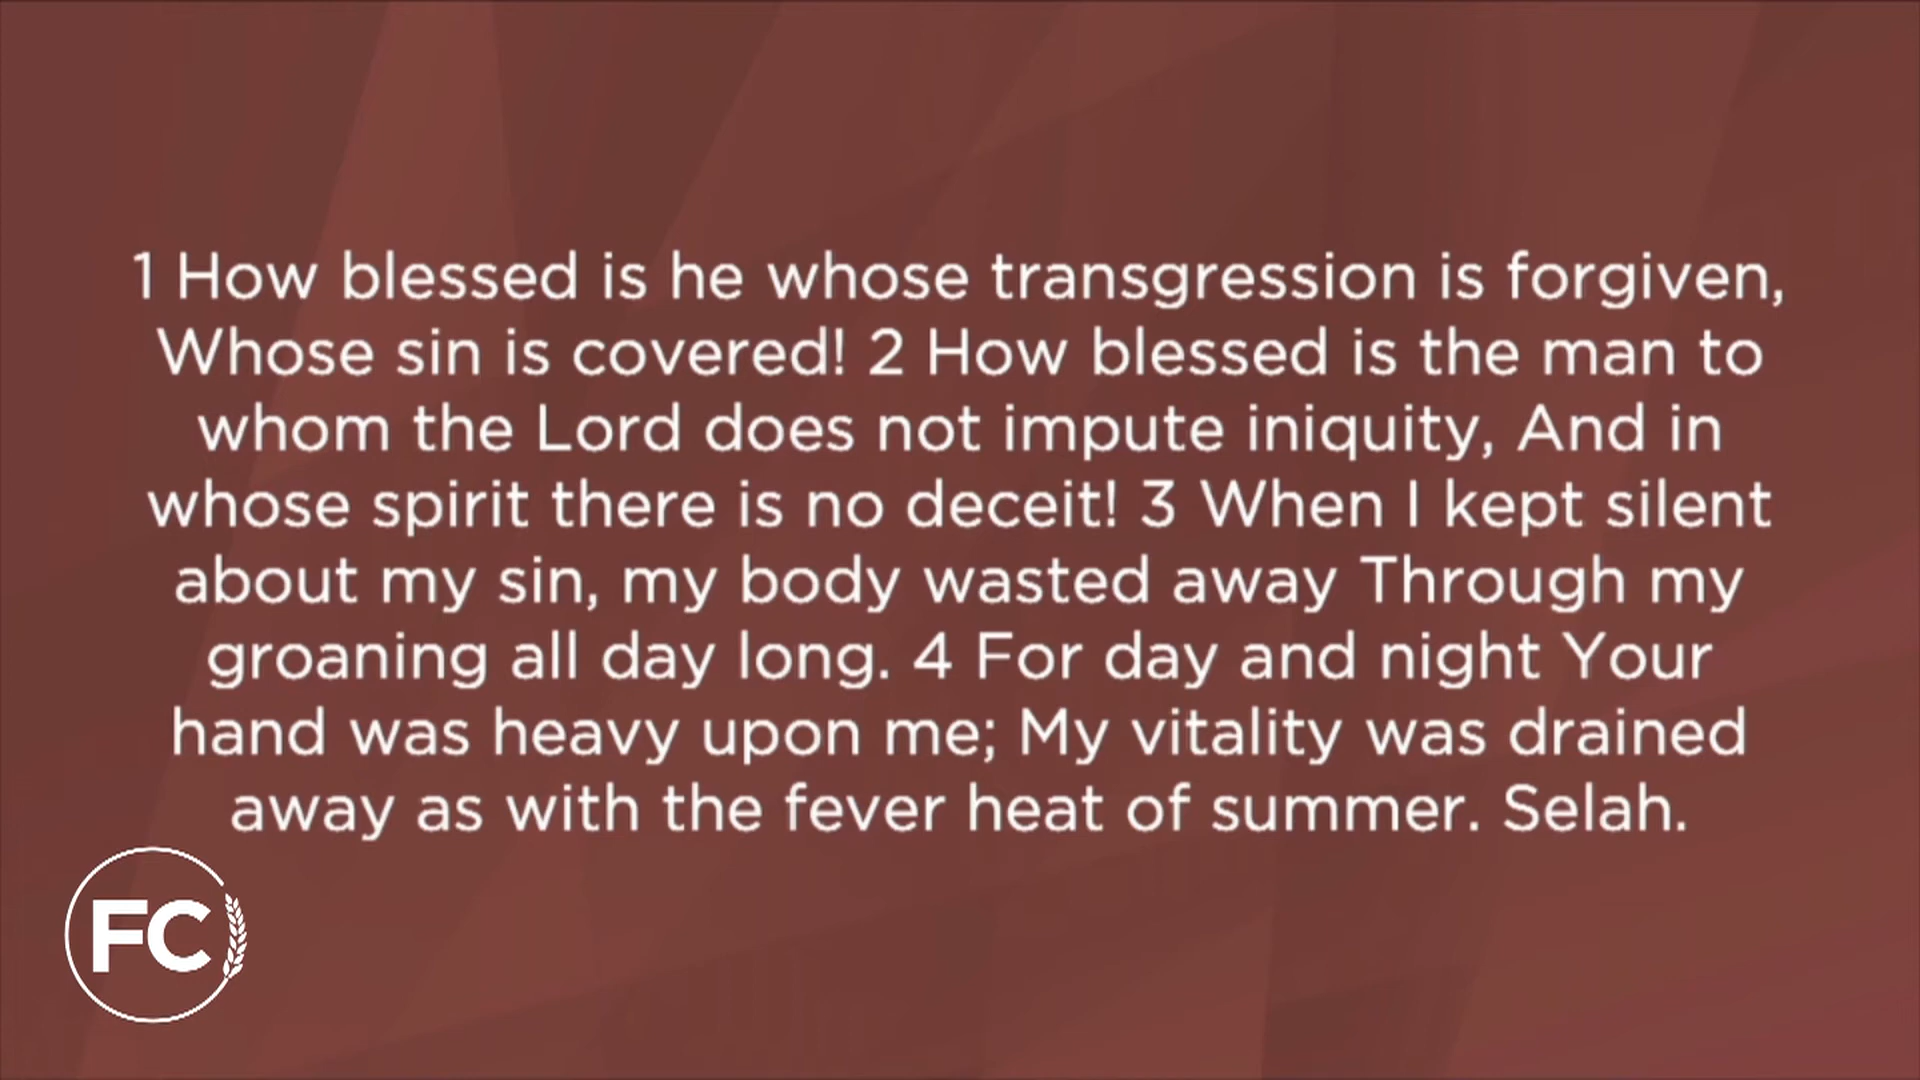 1 How blessed is he whose transgression is forgiven,
Whose sin is covered! 2 How blessed is the man to
whom the Lord does not impute iniquity, And in
whose spirit there is no deceit! 3 When I kept silent
about my sin, my body wasted away Through my
groaning all day long. 4 For day and night Your
hand was heavy upon me; My vitality was drained
away as with the fever heat of summer. Selah.
FC